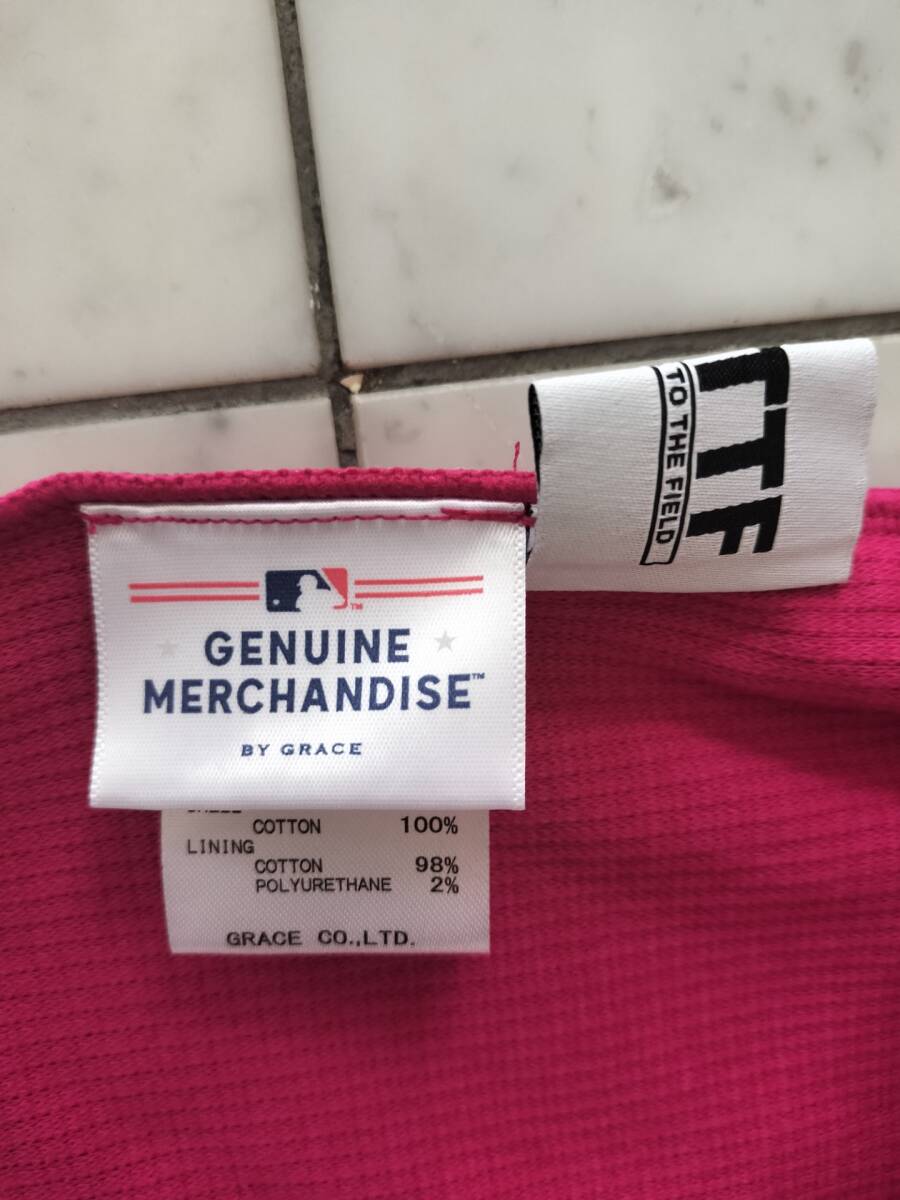 TTF
TO THE FIELD
GENUINE
MERCHANDISE™
BY GRACE
COTTON 100%
LINING
COTTON 98%
POLYURETHANE 2%
GRACE CO.,LTD.